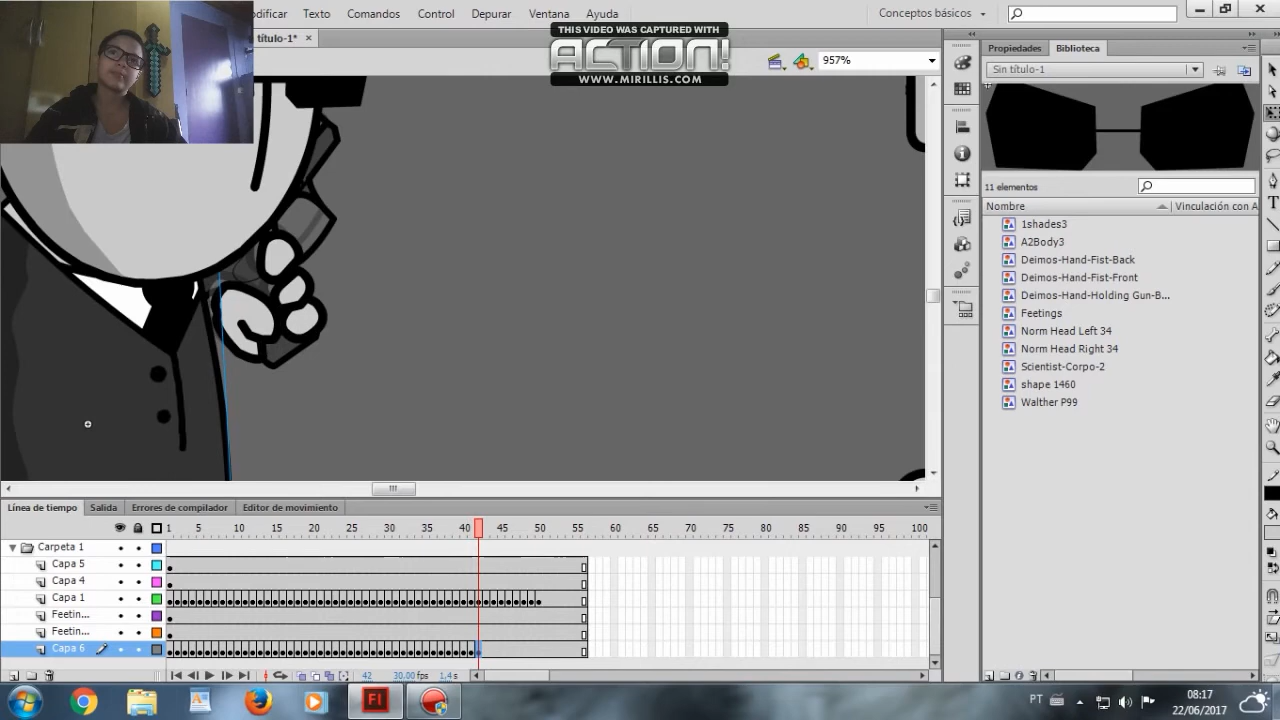 odificar Texto Comandos Control Depurar Ventana Ayuda
Conceptos básicos
título-1* ×
THIS VIDEO WAS CAPTURED WITH
ACTION!
WWW.MIRILLIS.COM
957%
Propiedades Biblioteca
Sin título-1
11 elementos
Nombre Vinculación con A
1shades3
A2Body3
Deimos-Hand-Fist-Back
Deimos-Hand-Fist-Front
Deimos-Hand-Holding Gun-B...
Feetings
Norm Head Left 34
Norm Head Right 34
Scientist-Corpo-2
shape 1460
Walther P99
Línea de tiempo Salida Errores de compilador Editor de movimiento
1 5 10 15 20 25 30 35 40 45 50 55 60 65 70 75 80 85 90 95 100
Carpeta 1
Capa 5
Capa 4
Capa 1
Feetin...
Feetin...
Capa 6
42 30.00 fps 1.4 s
Fl
PT
08:17
22/06/2017